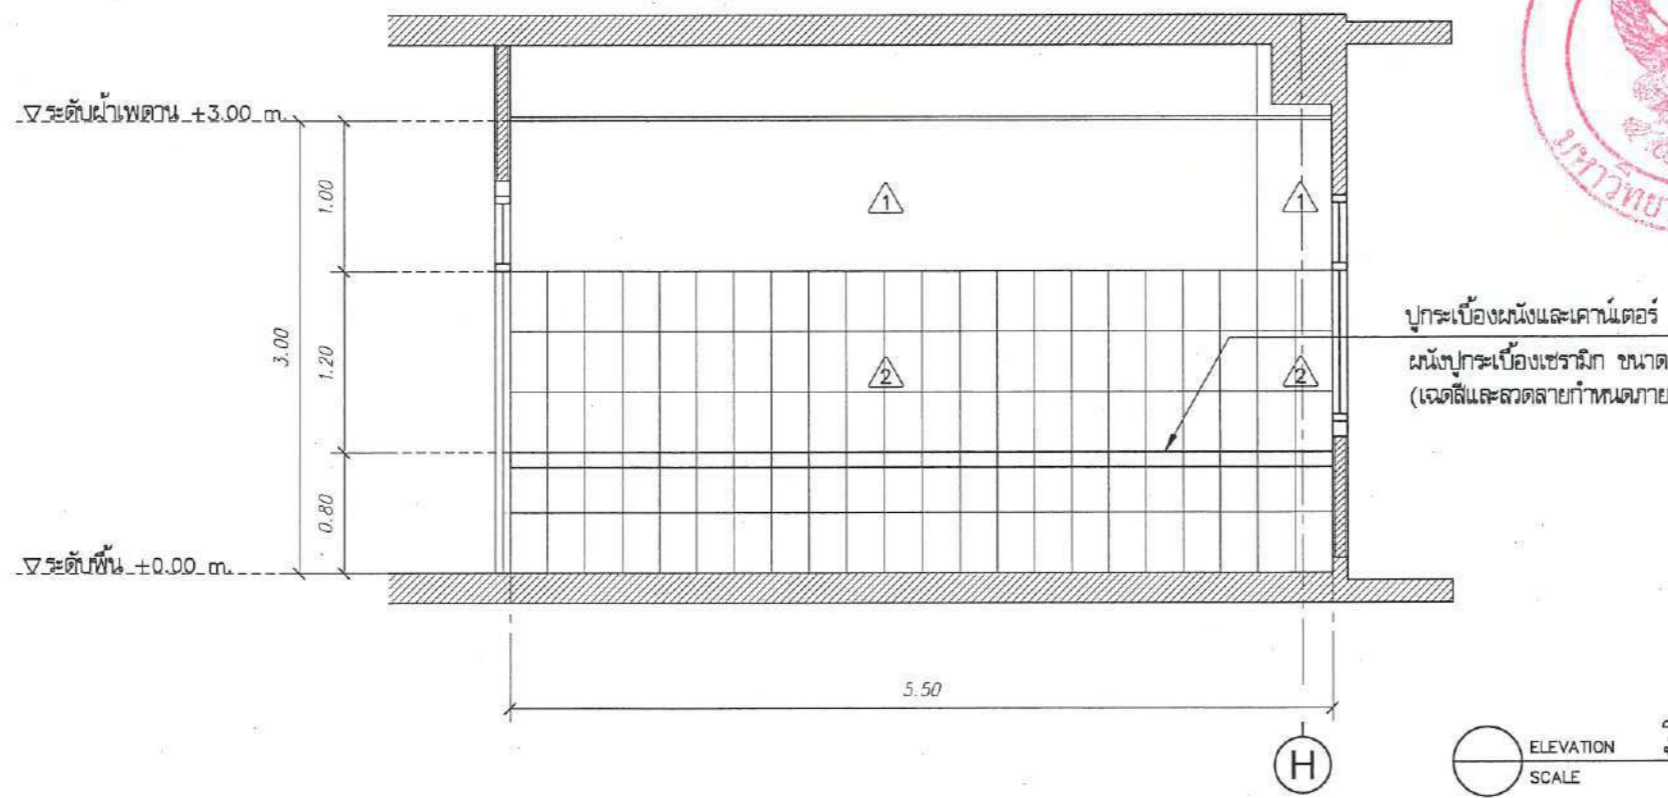 ▽ระดับฝ้าเพดาน +3.00 m.
1.00
1
1
3.00
1.20
ปูกระเบื้องผนังและเคาน์เตอร์
ผนังปูกระเบื้องเซรามิก ขนาด
(เฉดสีและลวดลายกำหนดภาย
2
2
0.80
▽ระดับพื้น +0.00 m.
5.50
H
ELEVATION
SCALE